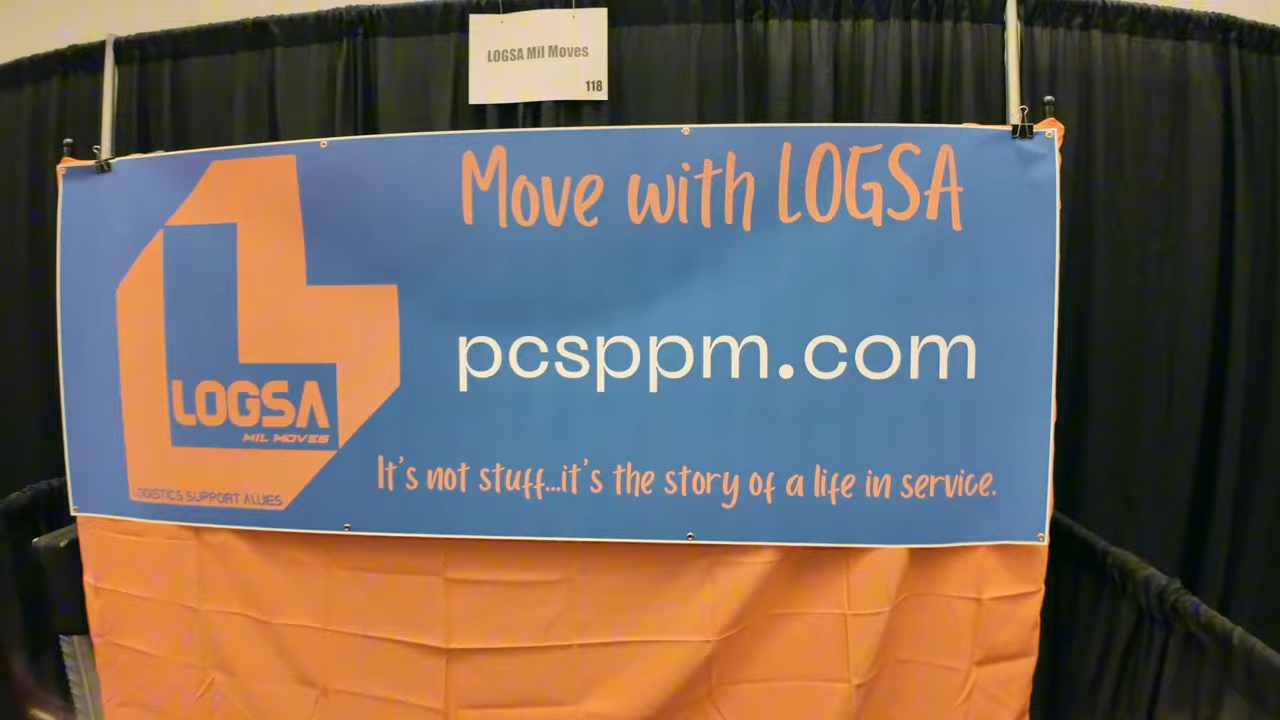 LOGSA Mil Moves
118
Move with LOGSA
pcsppm.com
LOGSA
MIL MOVES
LOGISTICS SUPPORT ALLIES
It's not stuff...it's the story of a life in service.